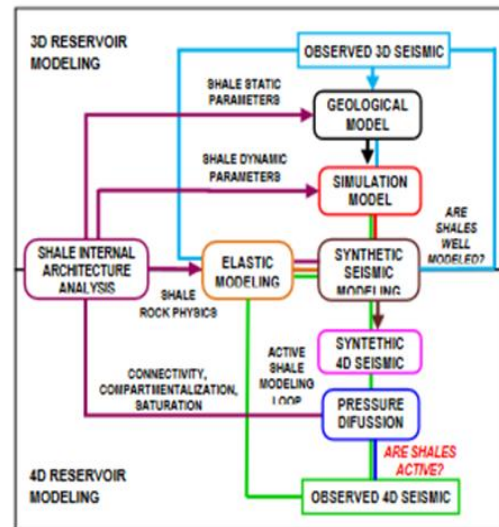 3D RESERVOIR
MODELING
OBSERVED 3D SEISMIC
SHALE STATIC
PARAMETERS
GEOLOGICAL
MODEL
SHALE DYNAMIC
PARAMETERS
SIMULATION
MODEL
ARE
SHALES
WELL
MODELED?
SHALE INTERNAL
ARCHITECTURE
ANALYSIS
ELASTIC
MODELING
SYNTHETIC
SEISMIC
MODELING
SHALE
ROCK PHYSICS
ACTIVE
SHALE
MODELING
LOOP
SYNTETHIC
4D SEISMIC
CONNECTIVITY,
COMPARTMENTALIZATION,
SATURATION
PRESSURE
DIFUSSION
ARE SHALES
ACTIVE?
4D RESERVOIR
MODELING
OBSERVED 4D SEISMIC